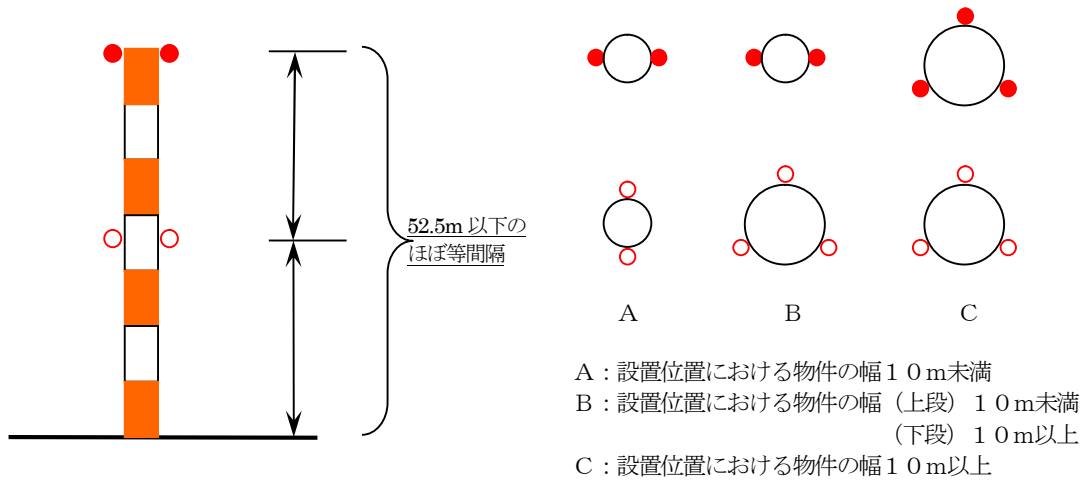 52.5m 以下の
ほぼ等間隔
A
B
C
A：設置位置における物件の幅１０m未満
B：設置位置における物件の幅（上段）１０m未満
（下段）１０m以上
C：設置位置における物件の幅１０m以上